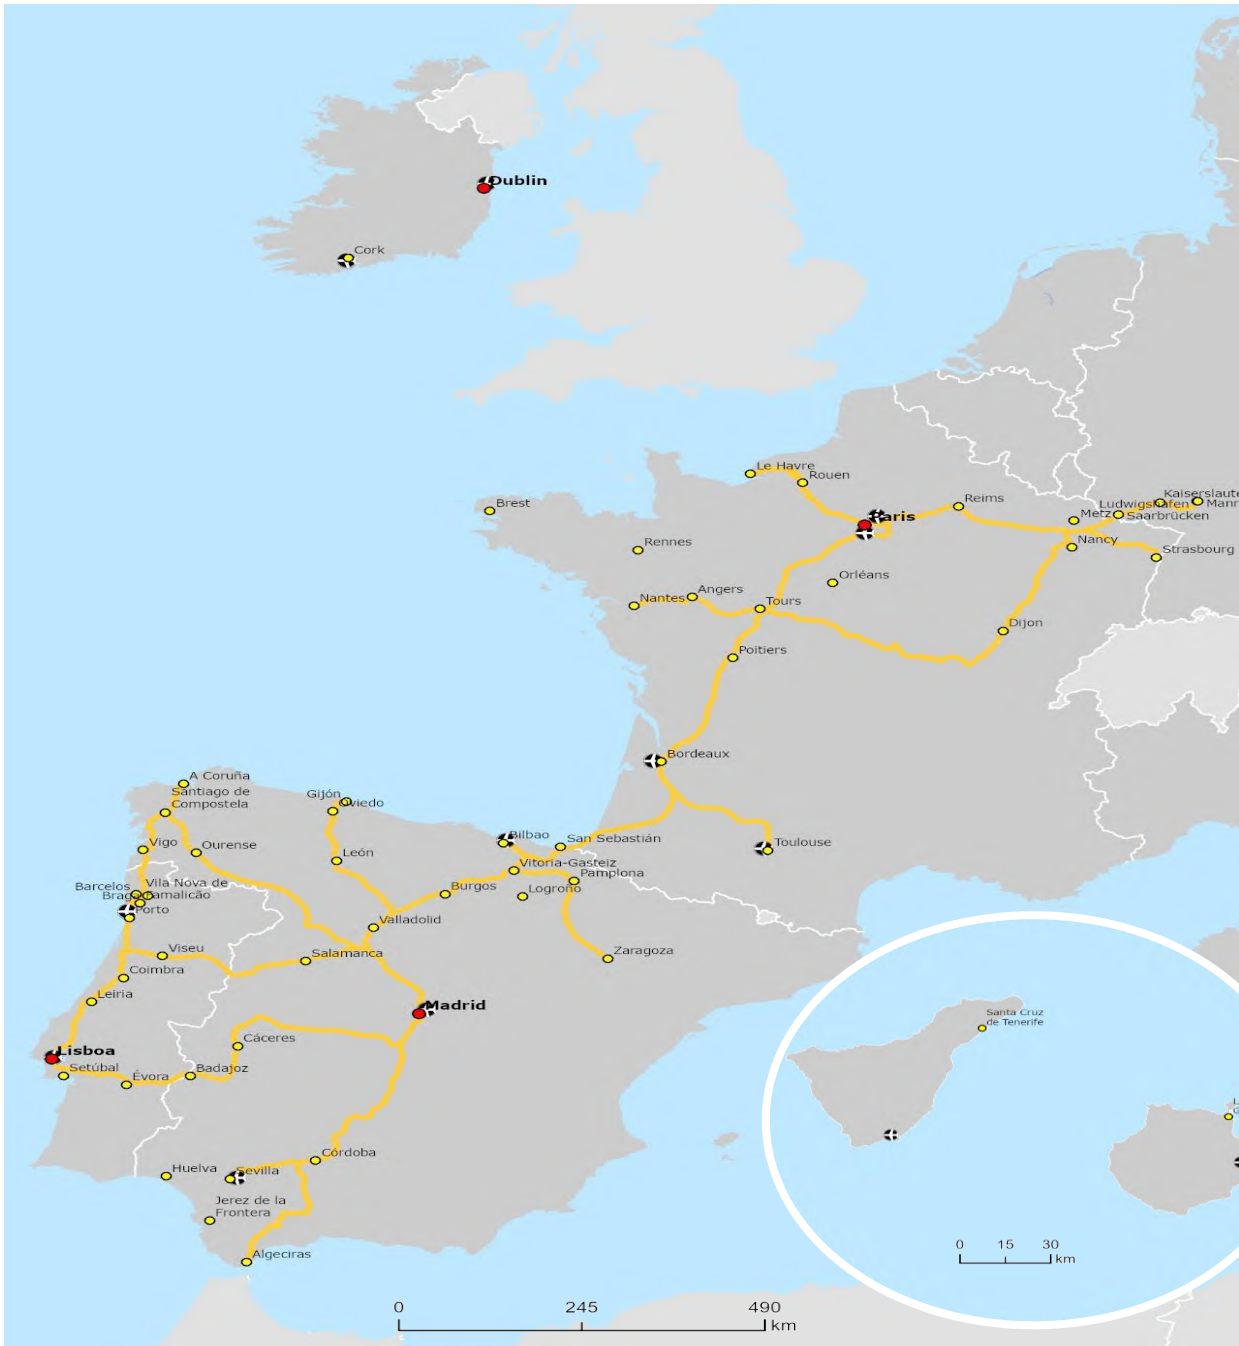 Dublin
Cork
Le Havre
Rouen
Brest
Paris
Reims
Metz
Ludwigshafen
Saarbrücken
Nancy
Strasbourg
Rennes
Orléans
Nantes
Angers
Tours
Dijon
Poitiers
Bordeaux
Toulouse
A Coruña
Santiago de
Compostela
Gijón
Oviedo
Vigo
Ourense
León
Bilbao
San Sebastián
Vitoria-Gasteiz
Pamplona
Logroño
Burgos
Barcelos
Vila Nova de
Famalicão
Braga
Porto
Valladolid
Viseu
Salamanca
Zaragoza
Coimbra
Leiria
Madrid
Lisboa
Cáceres
Setúbal
Évora
Badajoz
Córdoba
Huelva
Sevilla
Jerez de la
Frontera
Algeciras
Santa Cruz
de Tenerife
0 15 30
km
0 245 490
km